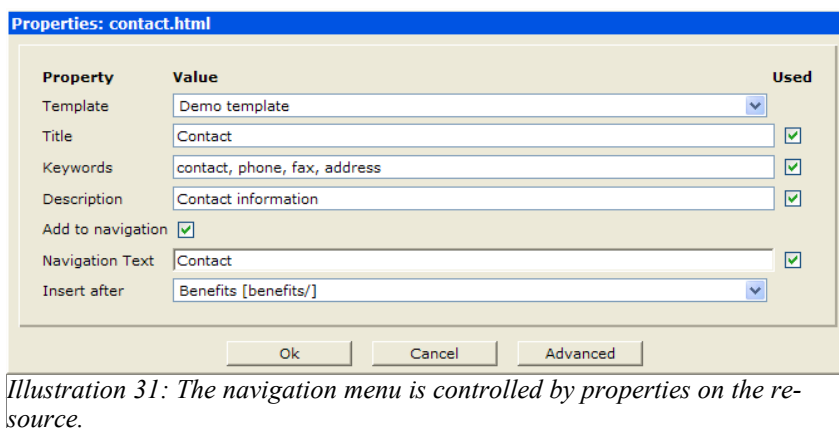 Properties: contact.html
Property Value Used
Template Demo template
Title Contact
Keywords contact, phone, fax, address
Description Contact information
Add to navigation
Navigation Text Contact
Insert after Benefits [benefits/]
Ok Cancel Advanced
Illustration 31: The navigation menu is controlled by properties on the re-
source.